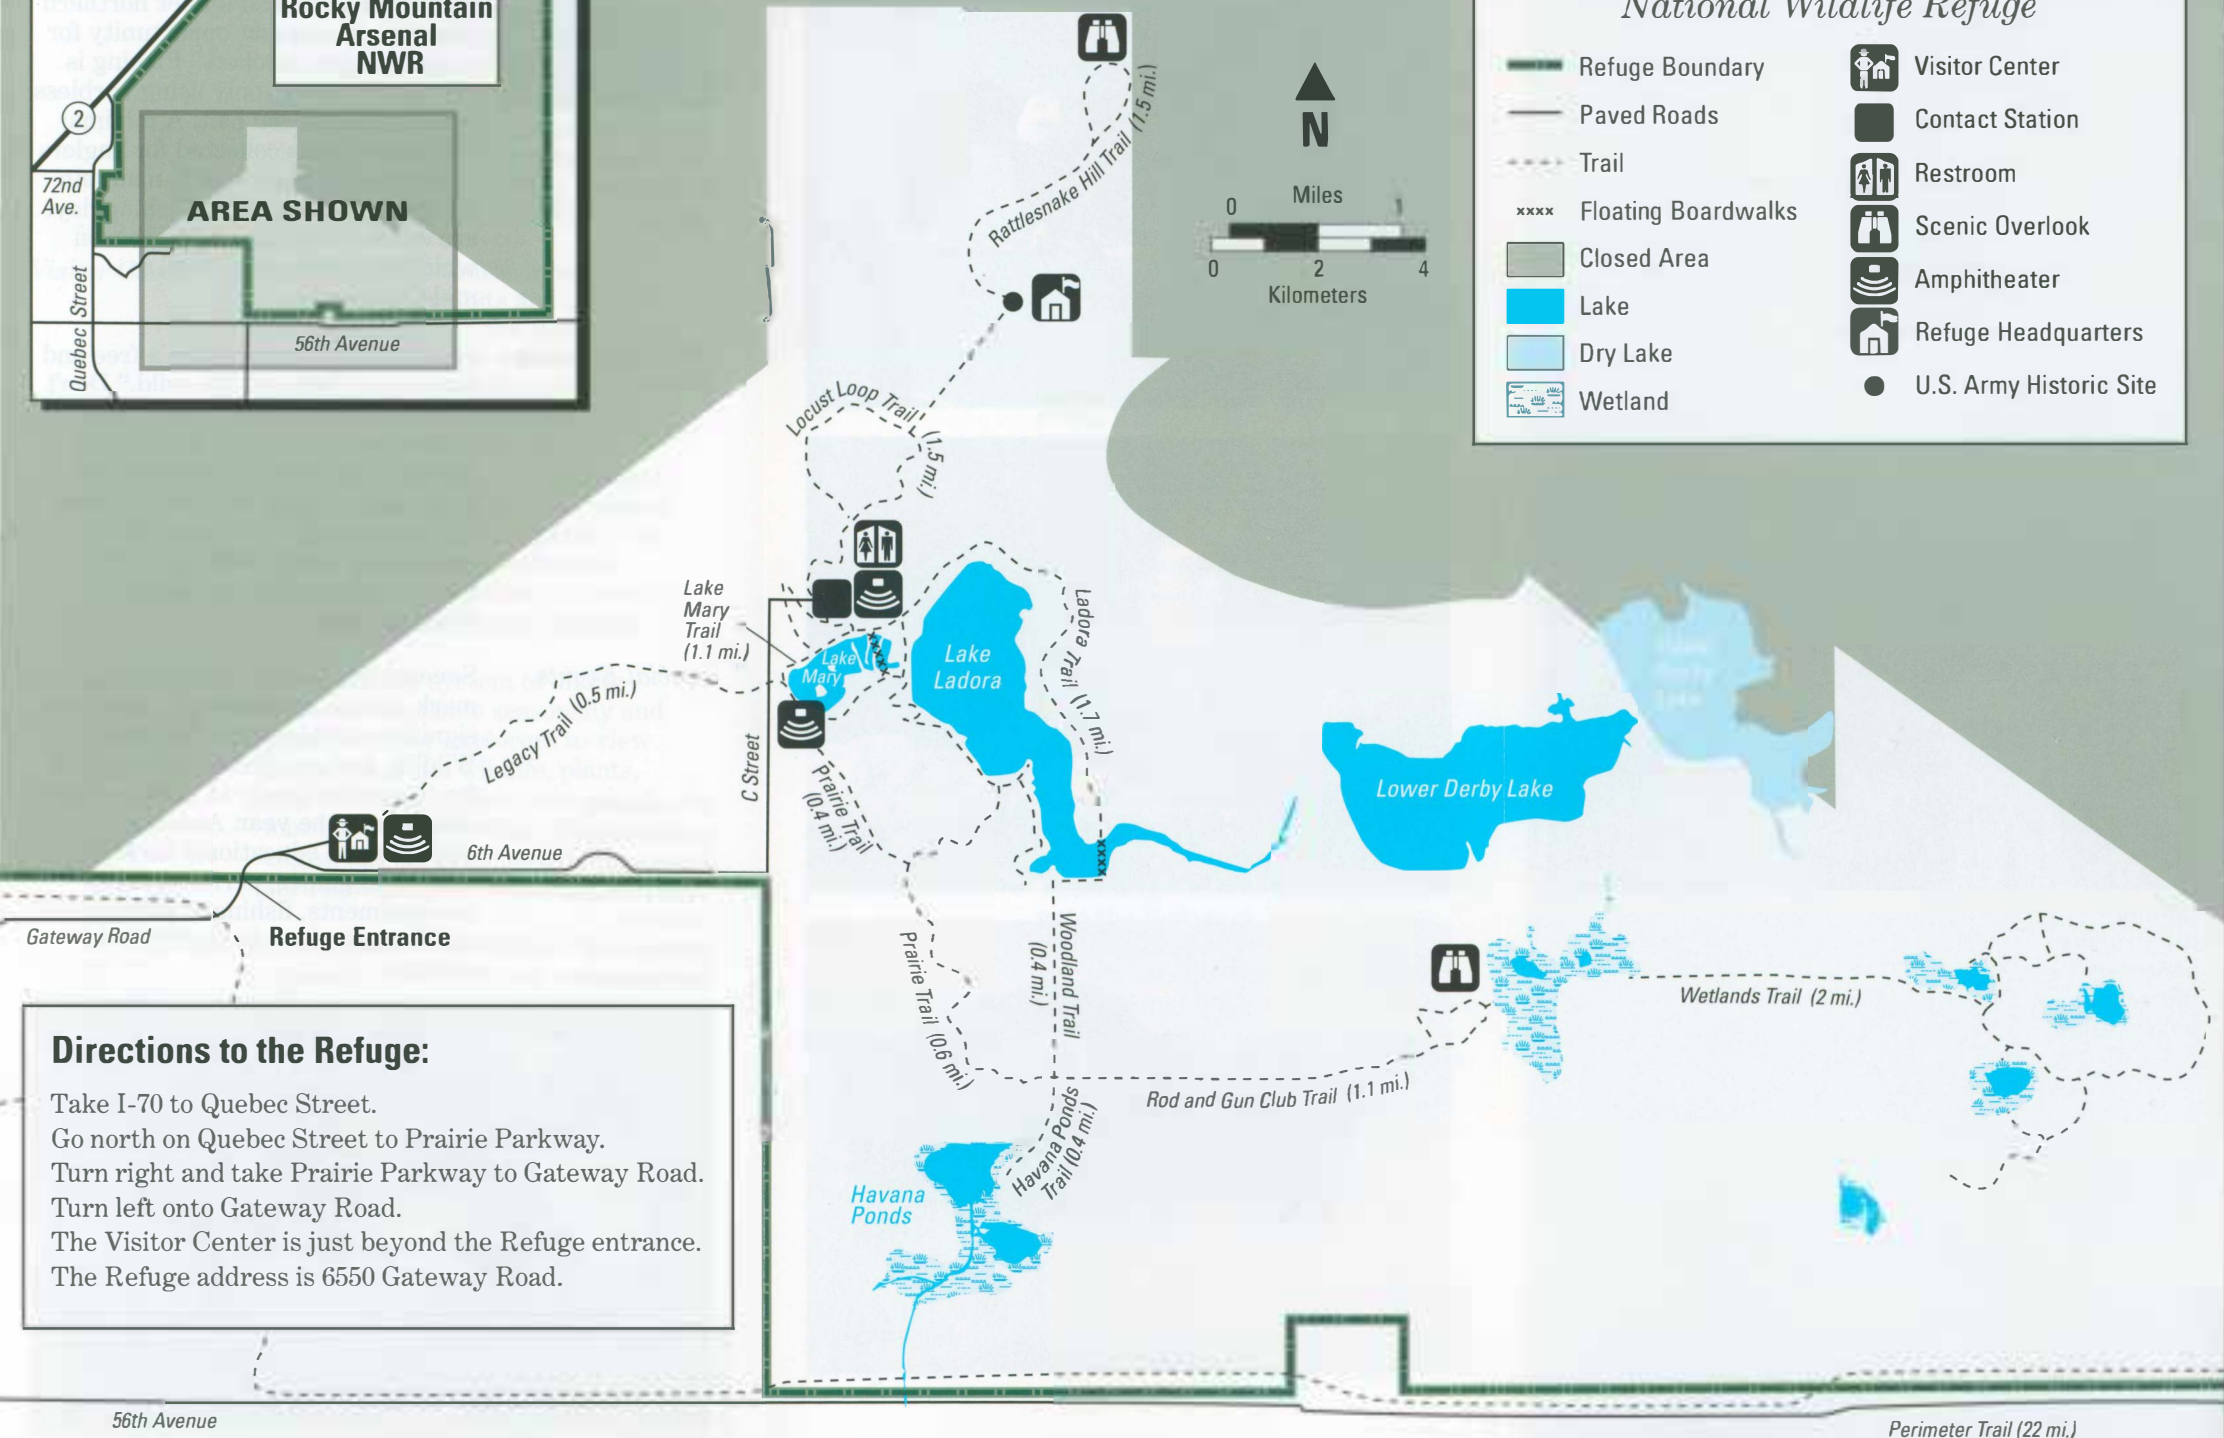 Rocky Mountain
Arsenal
NWR
2
72nd
Ave.
AREA SHOWN
Quebec Street
56th Avenue
National Wildlife Refuge
Refuge Boundary
Paved Roads
Trail
xxxx Floating Boardwalks
Closed Area
Lake
Dry Lake
Wetland
Visitor Center
Contact Station
Restroom
Scenic Overlook
Amphitheater
Refuge Headquarters
U.S. Army Historic Site
N
Miles
0
0 2 4
Kilometers
Rattlesnake Hill Trail (1.5 mi.)
Locust Loop Trail
(1.5 mi.)
Lake
Mary
Trail
(1.1 mi.)
Lake
Mary
Lake
Ladora
Ladora Trail (1.7 mi.)
Legacy Trail (0.5 mi.)
C Street
Prairie Trail
(0.4 mi.)
6th Avenue
Lower Derby Lake
Gateway Road
Refuge Entrance
Prairie Trail (0.6 mi.)
Woodland Trail
(0.4 mi.)
Wetlands Trail (2 mi.)
Rod and Gun Club Trail (1.1 mi.)
Havana Ponds
Trail (0.4 mi.)
Havana
Ponds
Directions to the Refuge:
Take I-70 to Quebec Street.
Go north on Quebec Street to Prairie Parkway.
Turn right and take Prairie Parkway to Gateway Road.
Turn left onto Gateway Road.
The Visitor Center is just beyond the Refuge entrance.
The Refuge address is 6550 Gateway Road.
56th Avenue
Perimeter Trail (22 mi.)